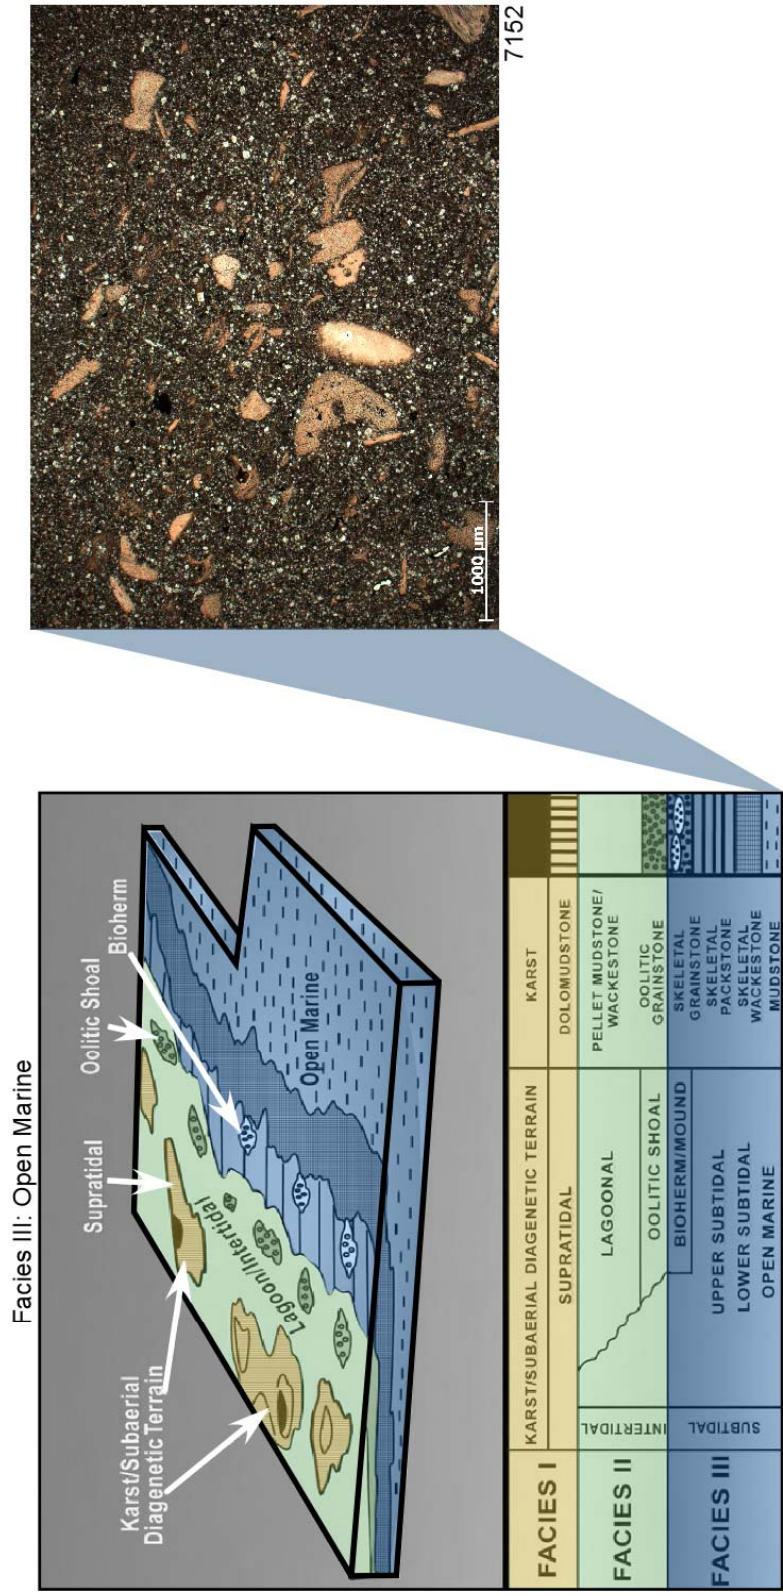 Facies III: Open Marine
Karst/Subaerial
Diagenetic Terrain
Supratidal
Oolitic Shoal
Bioherm
Lagoon/Intertidal
Open Marine
FACIES I
KARST/SUBAERIAL DIAGENETIC TERRAIN
KARST
SUPRATIDAL
DOLOMUDSTONE
FACIES II
INTERTIDAL
LAGOONAL
PELLET MUDSTONE/
WACKESTONE
OOLITIC SHOAL
OOLITIC
GRAINSTONE
FACIES III
SUBTIDAL
BIOHERM/MOUND
UPPER SUBTIDAL
LOWER SUBTIDAL
OPEN MARINE
SKELETAL
GRAINSTONE
SKELETAL
PACKSTONE
SKELETAL
WACKESTONE
MUDSTONE
1000 µm
7152